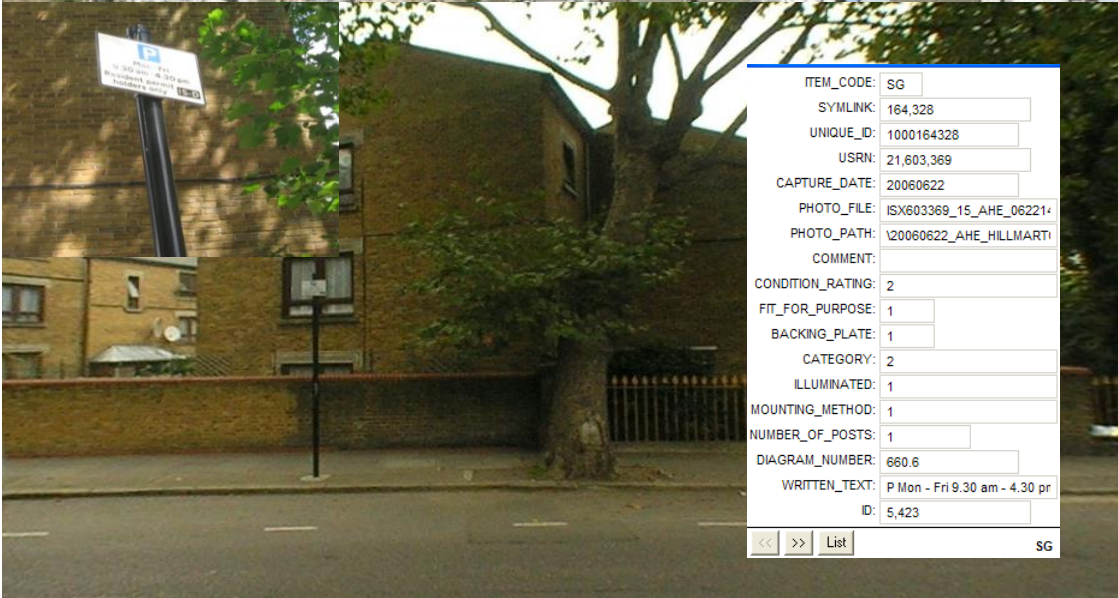 P
Mon - Fri
9.30 am - 4.30 pm
Resident permit
holders only IS-D
ITEM_CODE: SG
SYMLINK: 164,328
UNIQUE_ID: 1000164328
USRN: 21,603,369
CAPTURE_DATE: 20060622
PHOTO_FILE: ISX603369_15_AHE_062214
PHOTO_PATH: \20060622_AHE_HILLMART
COMMENT:
CONDITION_RATING: 2
FIT_FOR_PURPOSE: 1
BACKING_PLATE: 1
CATEGORY: 2
ILLUMINATED: 1
MOUNTING_METHOD: 1
NUMBER_OF_POSTS: 1
DIAGRAM_NUMBER: 660.6
WRITTEN_TEXT: P Mon - Fri 9.30 am - 4.30 pr
ID: 5,423
<< >> List SG